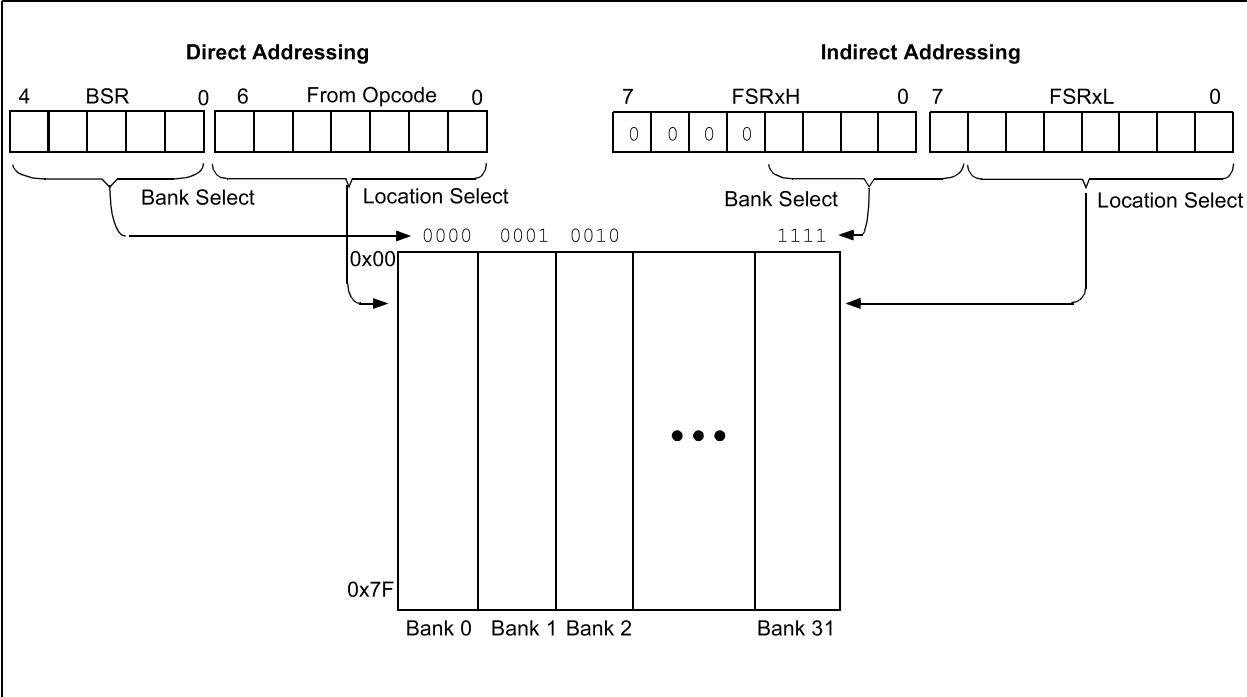 Direct Addressing
Indirect Addressing
4 BSR 0 6 From Opcode 0
7 FSRxH 0 7 FSRxL 0
0 0 0 0
Bank Select
Location Select
Bank Select
Location Select
0000 0001 0010 1111
0x00
0x7F
Bank 0 Bank 1 Bank 2 Bank 31